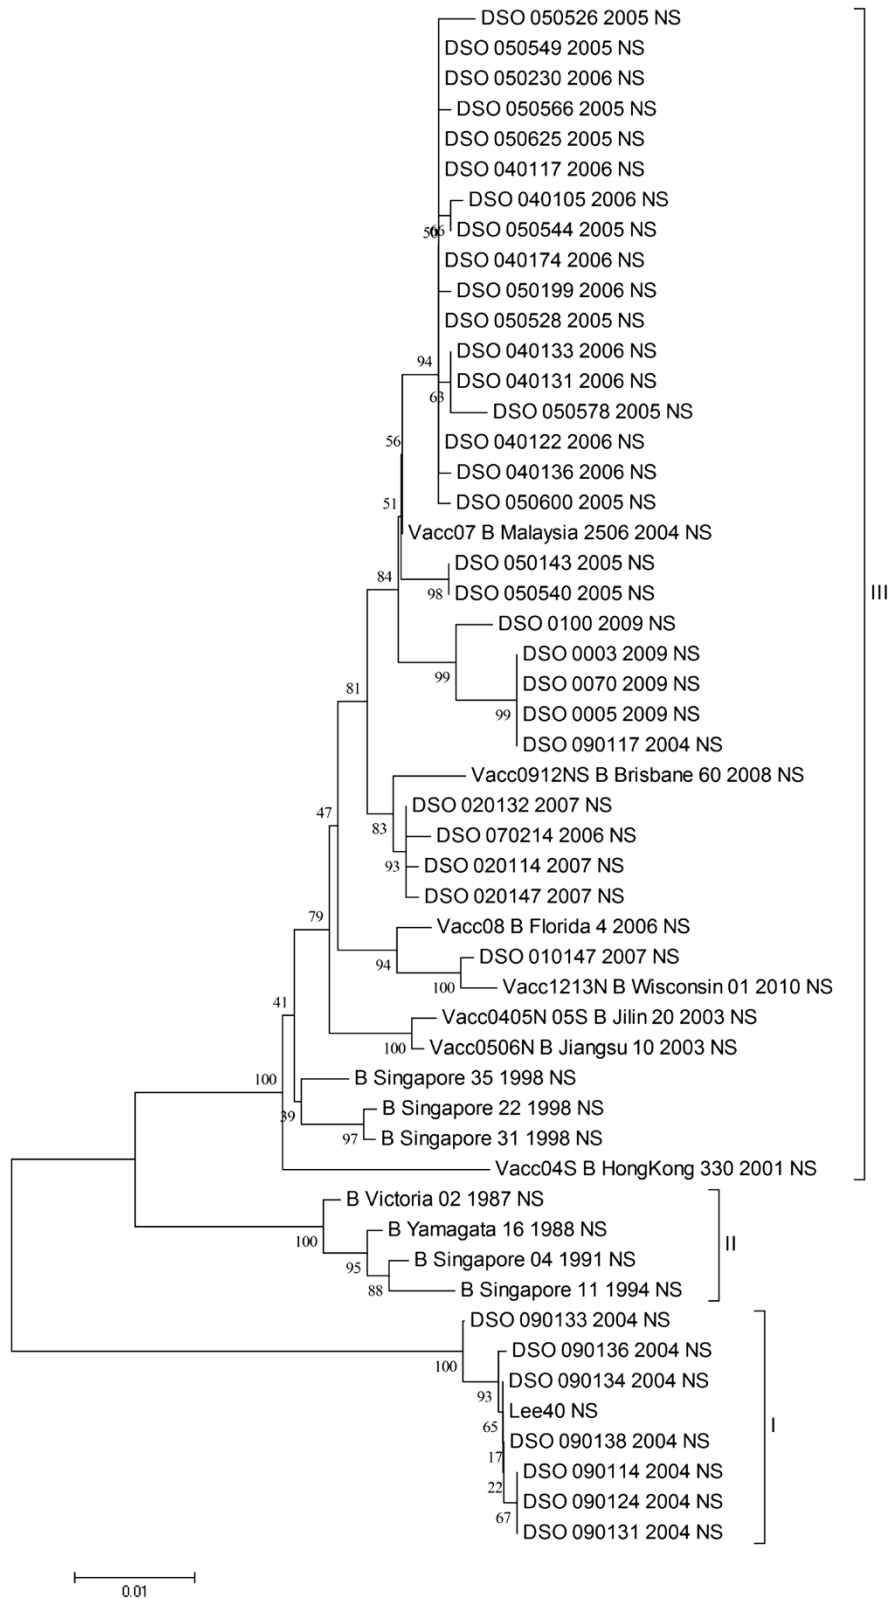 DSO 050526 2005 NS
DSO 050549 2005 NS
DSO 050230 2006 NS
DSO 050566 2005 NS
DSO 050625 2005 NS
DSO 040117 2006 NS
DSO 040105 2006 NS
66
DSO 050544 2005 NS
DSO 040174 2006 NS
DSO 050199 2006 NS
DSO 050528 2005 NS
DSO 040133 2006 NS
94
DSO 040131 2006 NS
63
DSO 050578 2005 NS
56
DSO 040122 2006 NS
DSO 040136 2006 NS
51
DSO 050600 2005 NS
Vacc07 B Malaysia 2506 2004 NS
DSO 050143 2005 NS
84
98
DSO 050540 2005 NS
III
DSO 0100 2009 NS
DSO 0003 2009 NS
99
DSO 0070 2009 NS
81
99
DSO 0005 2009 NS
DSO 090117 2004 NS
Vacc0912NS B Brisbane 60 2008 NS
DSO 020132 2007 NS
47
83
DSO 070214 2006 NS
93
DSO 020114 2007 NS
DSO 020147 2007 NS
79
Vacc08 B Florida 4 2006 NS
94
DSO 010147 2007 NS
100
Vacc1213N B Wisconsin 01 2010 NS
41
Vacc0405N 05S B Jilin 20 2003 NS
100
Vacc0506N B Jiangsu 10 2003 NS
100
B Singapore 35 1998 NS
39
B Singapore 22 1998 NS
97
B Singapore 31 1998 NS
Vacc04S B HongKong 330 2001 NS
B Victoria 02 1987 NS
100
B Yamagata 16 1988 NS
II
95
B Singapore 04 1991 NS
88
B Singapore 11 1994 NS
DSO 090133 2004 NS
100
DSO 090136 2004 NS
93
DSO 090134 2004 NS
65
Lee40 NS
I
17
DSO 090138 2004 NS
22
DSO 090114 2004 NS
67
DSO 090124 2004 NS
DSO 090131 2004 NS
0.01